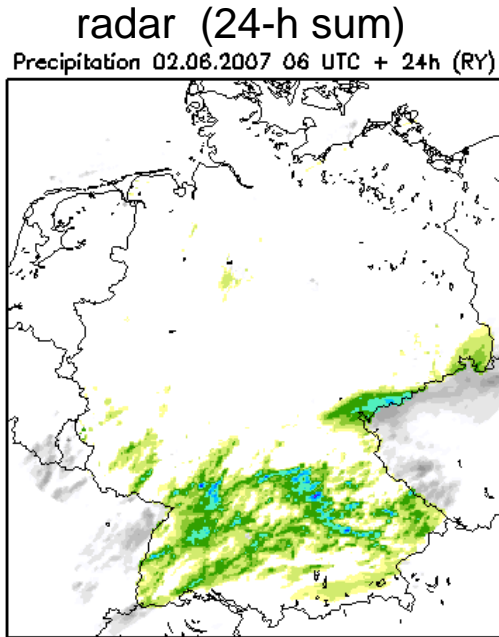 radar (24-h sum)
Precipitation 02.06.2007 06 UTC + 24h (RY)